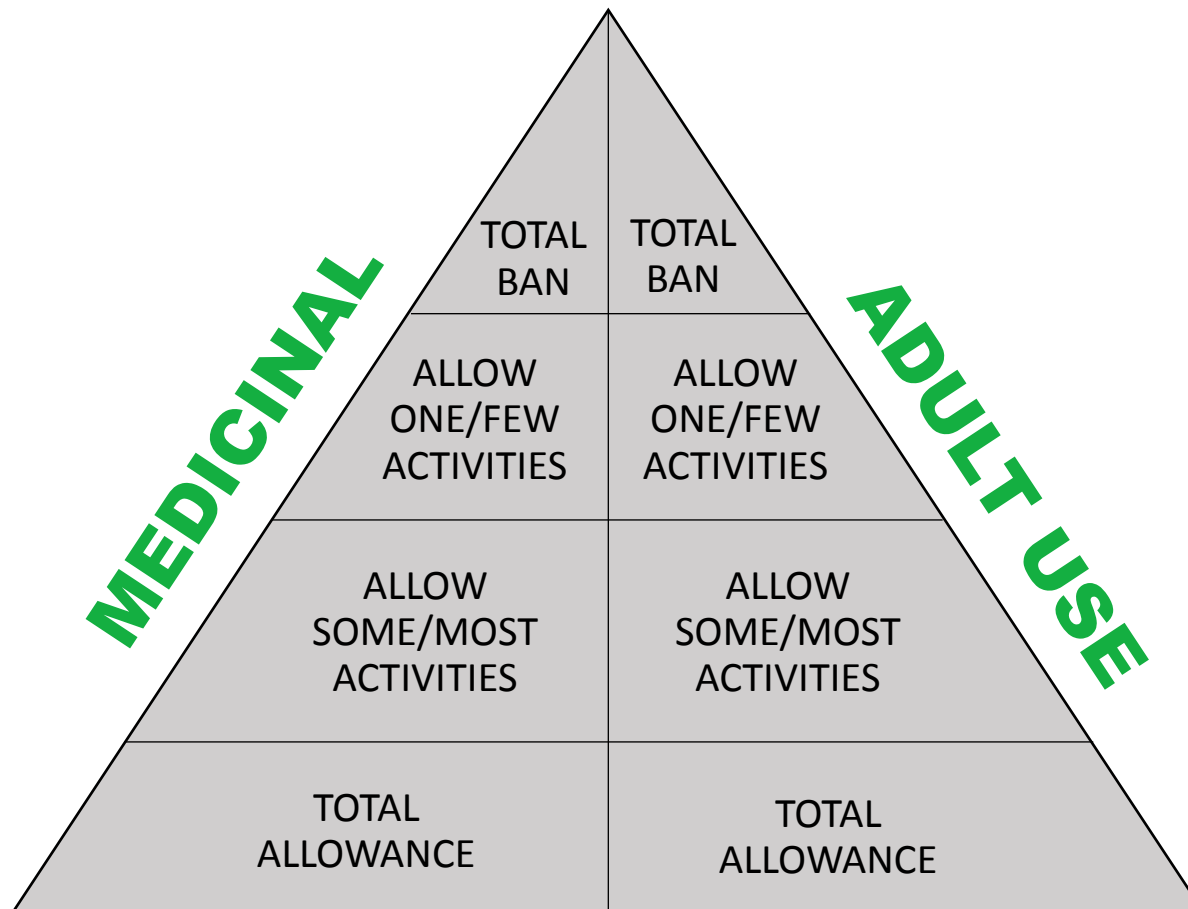 MEDICINAL
ADULT USE
TOTAL
BAN
TOTAL
BAN
ALLOW
ONE/FEW
ACTIVITIES
ALLOW
ONE/FEW
ACTIVITIES
ALLOW
SOME/MOST
ACTIVITIES
ALLOW
SOME/MOST
ACTIVITIES
TOTAL
ALLOWANCE
TOTAL
ALLOWANCE